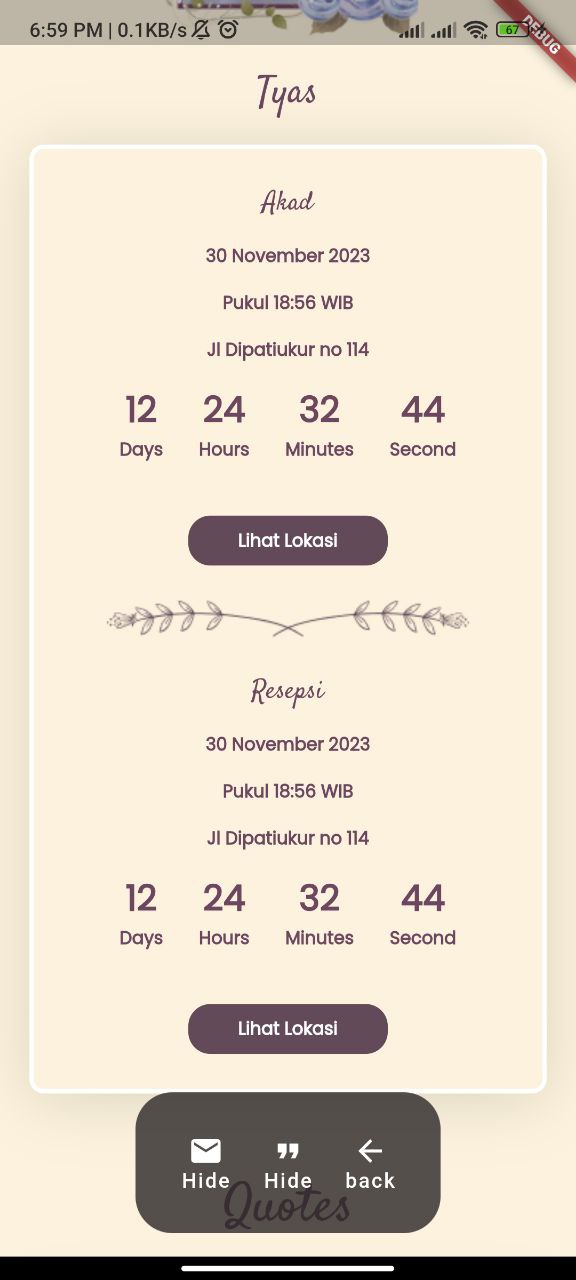 6:59 PM | 0.1KB/s
67
DEBUG
Tyas
Akad
30 November 2023
Pukul 18:56 WIB
Jl Dipatiukur no 114
12 24 32 44
Days Hours Minutes Second
Lihat Lokasi
Resepsi
30 November 2023
Pukul 18:56 WIB
Jl Dipatiukur no 114
12 24 32 44
Days Hours Minutes Second
Lihat Lokasi
Hide Hide back
Quotes